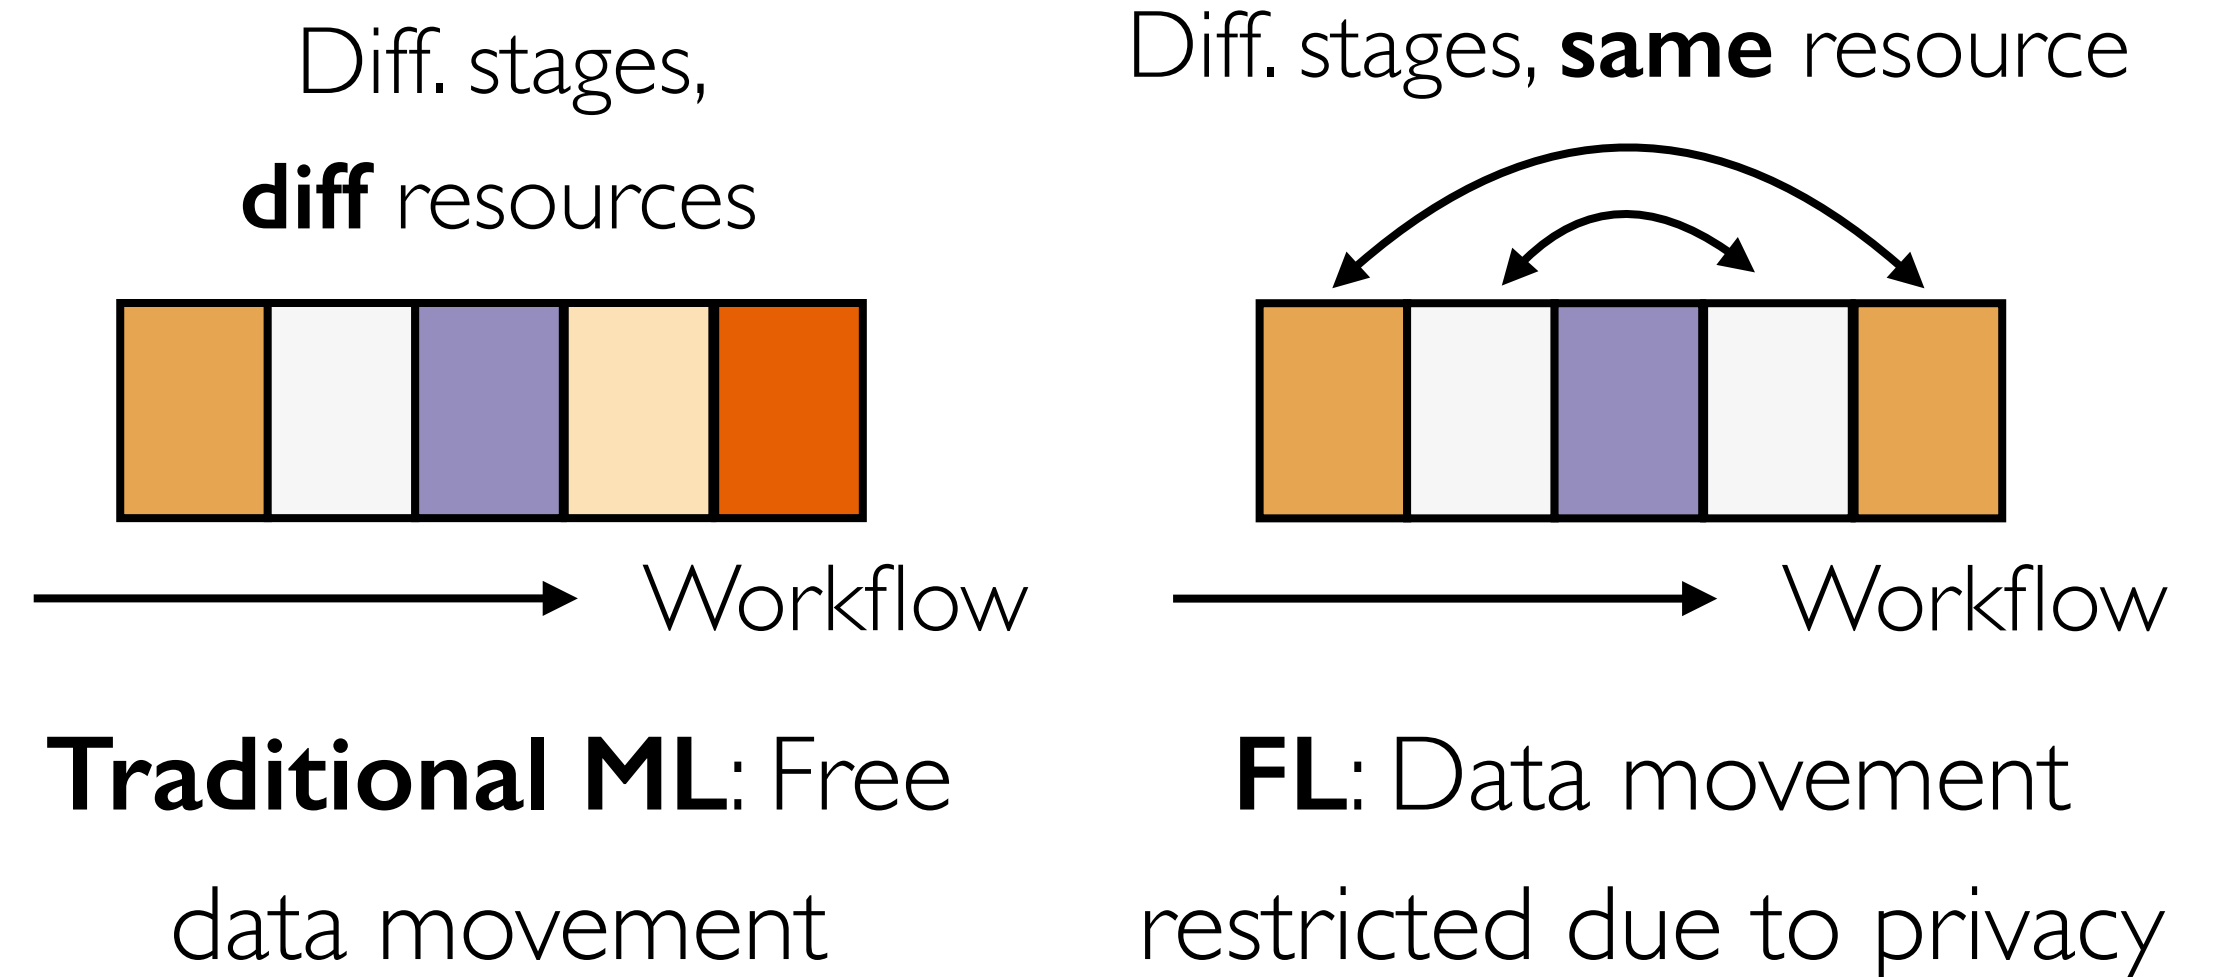 Diff. stages,
diff resources
Workflow
Traditional ML: Free
data movement
Diff. stages, same resource
Workflow
FL: Data movement
restricted due to privacy